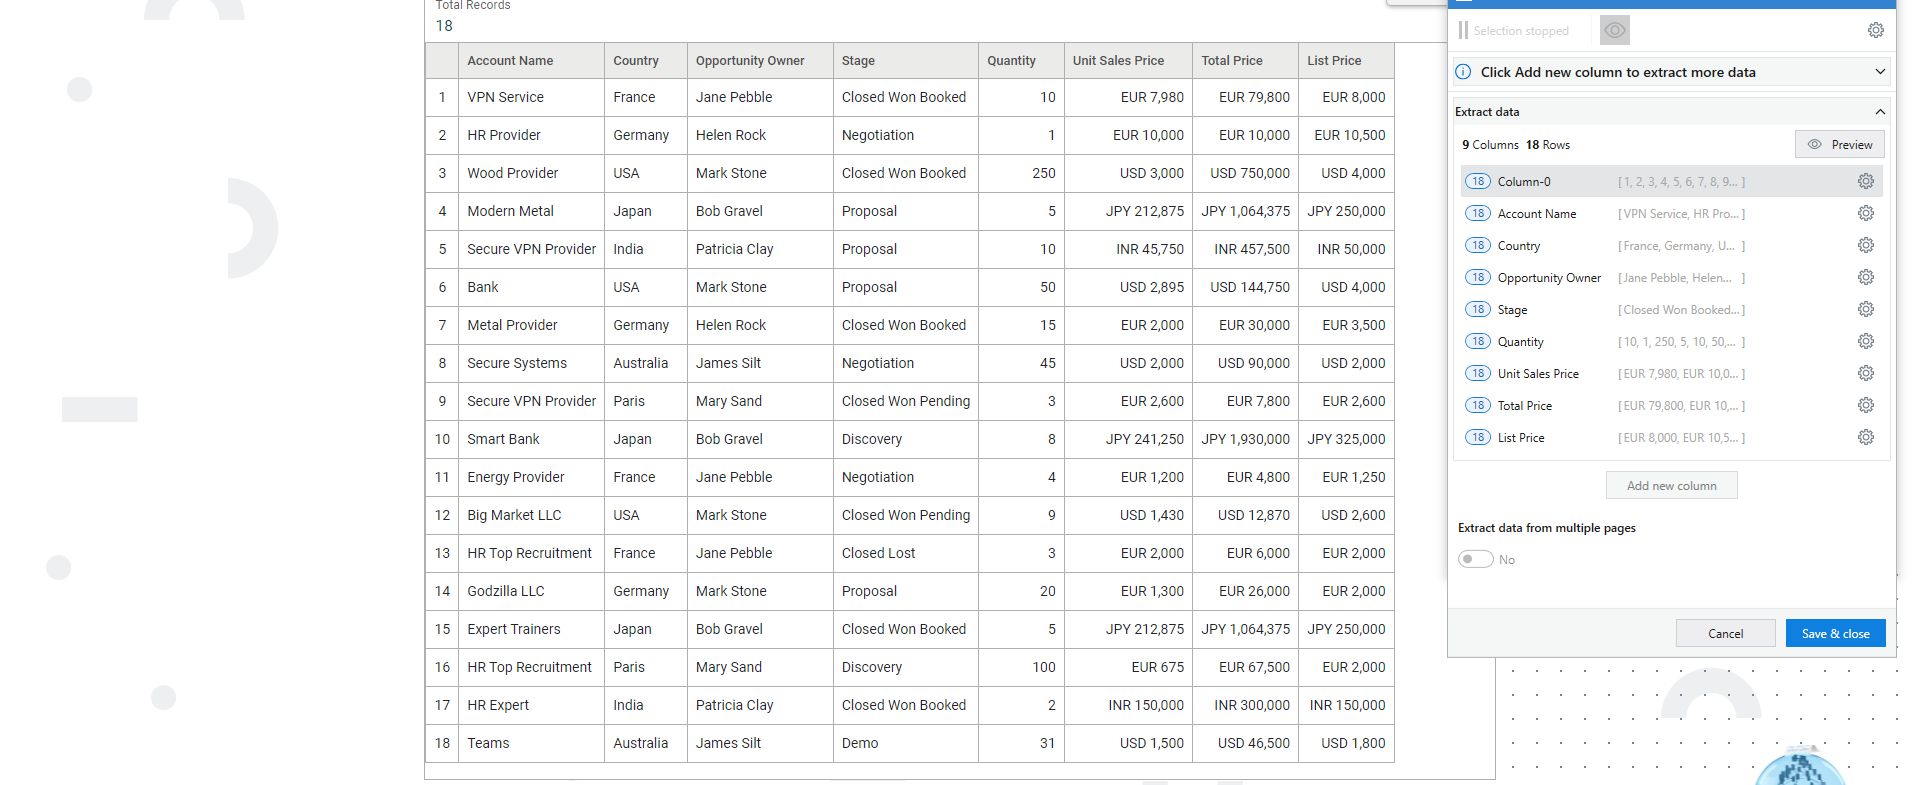 Total Records
18
Account Name Country Opportunity Owner Stage Quantity Unit Sales Price Total Price List Price
1 VPN Service France Jane Pebble Closed Won Booked 10 EUR 7,980 EUR 79,800 EUR 8,000
2 HR Provider Germany Helen Rock Negotiation 1 EUR 10,000 EUR 10,000 EUR 10,500
3 Wood Provider USA Mark Stone Closed Won Booked 250 USD 3,000 USD 750,000 USD 4,000
4 Modern Metal Japan Bob Gravel Proposal 5 JPY 212,875 JPY 1,064,375 JPY 250,000
5 Secure VPN Provider India Patricia Clay Proposal 10 INR 45,750 INR 457,500 INR 50,000
6 Bank USA Mark Stone Proposal 50 USD 2,895 USD 144,750 USD 4,000
7 Metal Provider Germany Helen Rock Closed Won Booked 15 EUR 2,000 EUR 30,000 EUR 3,500
8 Secure Systems Australia James Silt Negotiation 45 USD 2,000 USD 90,000 USD 2,000
9 Secure VPN Provider Paris Mary Sand Closed Won Pending 3 EUR 2,600 EUR 7,800 EUR 2,600
10 Smart Bank Japan Bob Gravel Discovery 8 JPY 241,250 JPY 1,930,000 JPY 325,000
11 Energy Provider France Jane Pebble Negotiation 4 EUR 1,200 EUR 4,800 EUR 1,250
12 Big Market LLC USA Mark Stone Closed Won Pending 9 USD 1,430 USD 12,870 USD 2,600
13 HR Top Recruitment France Jane Pebble Closed Lost 3 EUR 2,000 EUR 6,000 EUR 2,000
14 Godzilla LLC Germany Mark Stone Proposal 20 EUR 1,300 EUR 26,000 EUR 2,000
15 Expert Trainers Japan Bob Gravel Closed Won Booked 5 JPY 212,875 JPY 1,064,375 JPY 250,000
16 HR Top Recruitment Paris Mary Sand Discovery 100 EUR 675 EUR 67,500 EUR 2,000
17 HR Expert India Patricia Clay Closed Won Booked 2 INR 150,000 INR 300,000 INR 150,000
18 Teams Australia James Silt Demo 31 USD 1,500 USD 46,500 USD 1,800
Selection stopped
Click Add new column to extract more data
Extract data
9 Columns 18 Rows Preview
18 Column-0 [ 1, 2, 3, 4, 5, 6, 7, 8, 9... ]
18 Account Name [ VPN Service, HR Pro... ]
18 Country [ France, Germany, U... ]
18 Opportunity Owner [ Jane Pebble, Helen... ]
18 Stage [ Closed Won Booked... ]
18 Quantity [ 10, 1, 250, 5, 10, 50,... ]
18 Unit Sales Price [ EUR 7,980, EUR 10,0... ]
18 Total Price [ EUR 79,800, EUR 10,... ]
18 List Price [ EUR 8,000, EUR 10,5... ]
Add new column
Extract data from multiple pages
No
Cancel Save & close